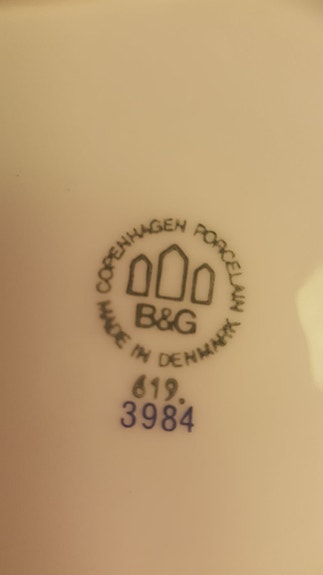 COPENHAGEN PORCELAIN
B&G
MADE IN DENMARK
619.
3984